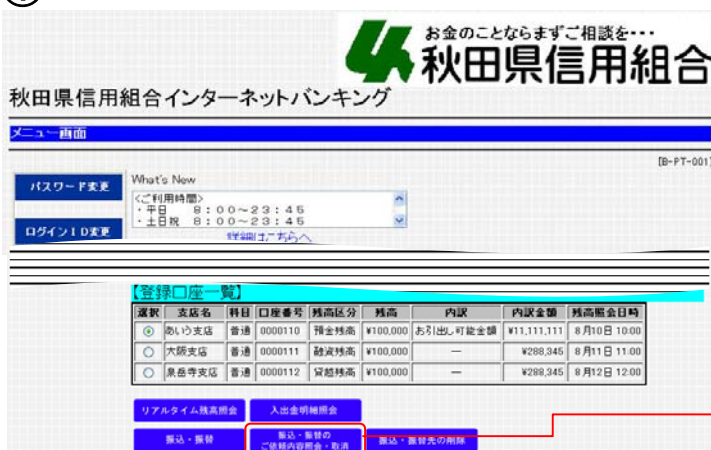 お金のことならまずご相談を・・・
秋田県信用組合
秋田県信用組合インターネットバンキング
メニュー画面
[B-PT-001]
パスワード変更
What's New
<ご利用時間>
・平日 8:00~23:45
・土日祝 8:00~23:45
ログインID変更
詳細はこちらへ
【登録口座一覧】
選択 支店名 科目 口座番号 残高区分 残高 内訳 内訳金額 残高照会日時
あいう支店 普通 0000110 預金残高 ¥100,000 お引出し可能金額 ¥11,111,111 8月10日 10:00
大阪支店 普通 0000111 融資残高 ¥100,000 — ¥288,345 8月11日 11:00
泉岳寺支店 普通 0000112 貸越残高 ¥100,000 — ¥288,345 8月12日 12:00
リアルタイム残高照会 入出金明細照会
振込・振替 振込・振替の
ご依頼内容照会・取消 振込・振替先の削除